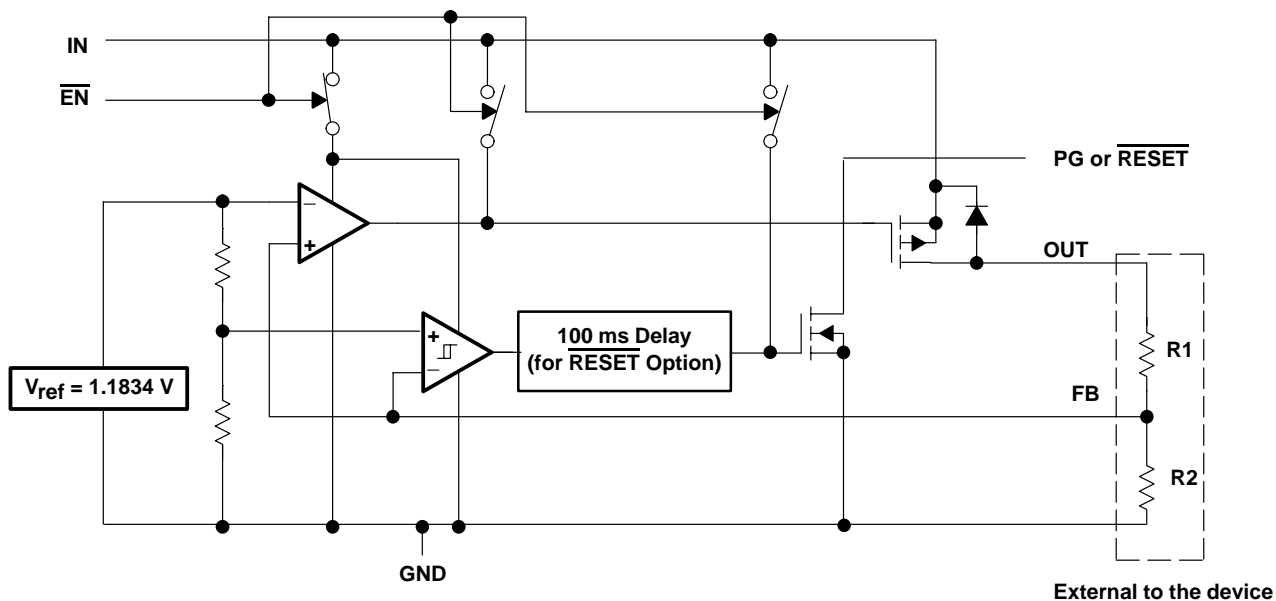 IN
EN
PG or RESET
OUT
−
+
+
−
100 ms Delay
(for RESET Option)
R1
Vref = 1.1834 V
FB
R2
GND
External to the device